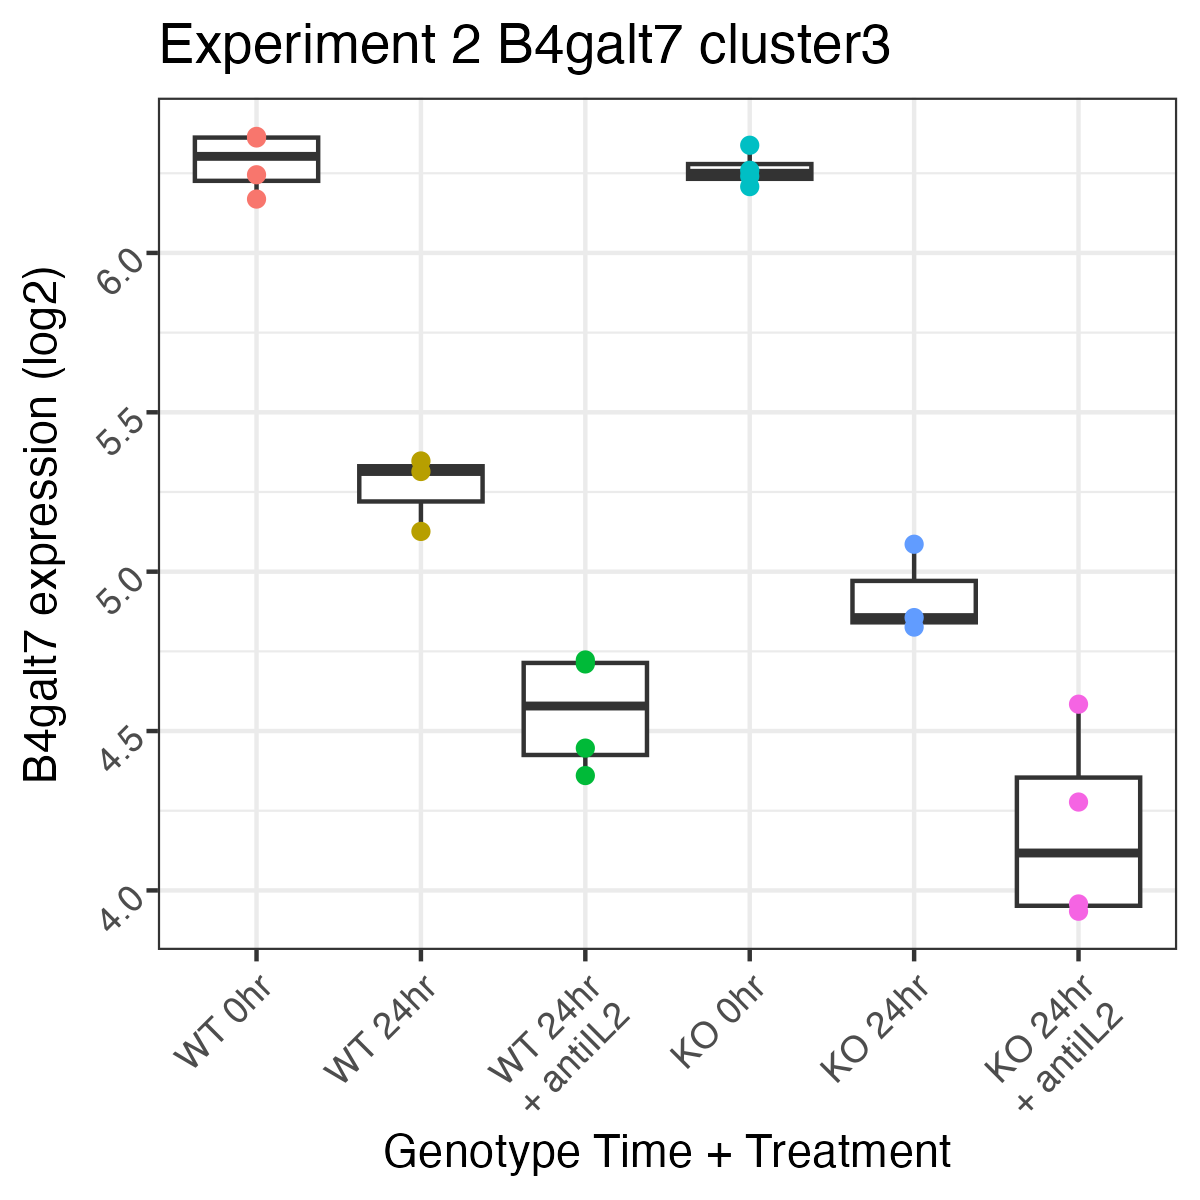 Experiment 2 B4galt7 cluster3
B4galt7 expression (log2)
6.0
5.5
5.0
4.5
4.0
WT 0hr
WT 24hr
WT 24hr
+ antiIL2
KO 0hr
KO 24hr
KO 24hr
+ antiIL2
Genotype Time + Treatment